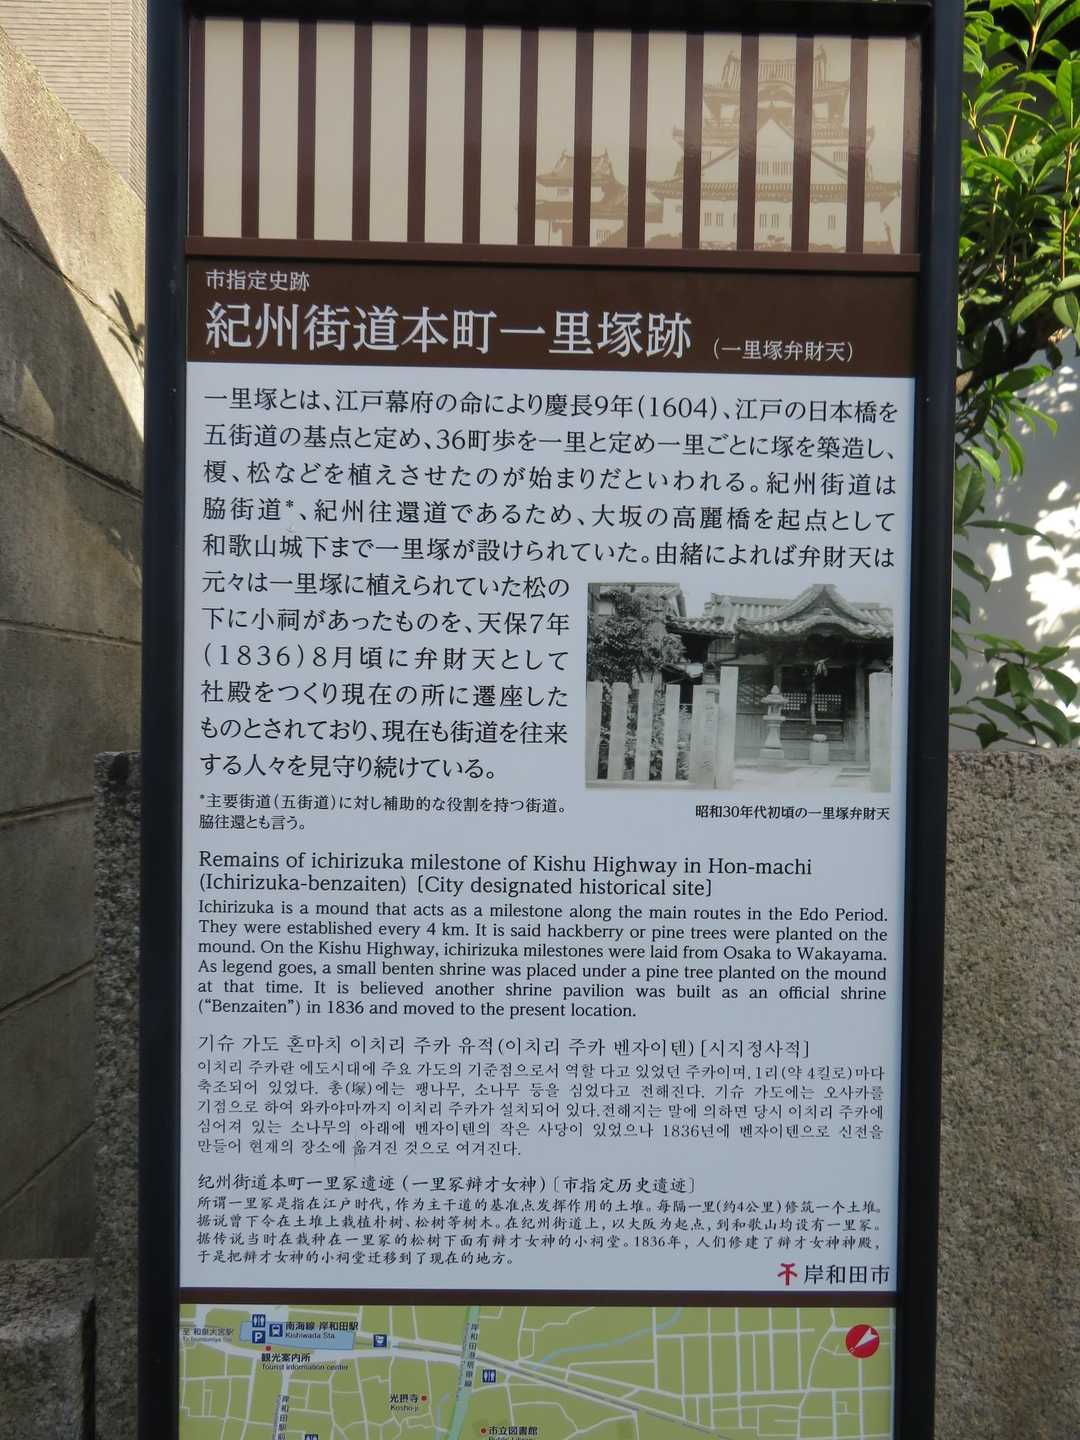 市指定史跡
紀州街道本町一里塚跡 (一里塚弁財天)
一里塚とは、江戸幕府の命により慶長9年(1604)、江戸の日本橋を
五街道の基点と定め、36町歩を一里と定め一里ごとに塚を築造し、
榎、松などを植えさせたのが始まりだといわれる。紀州街道は
脇街道*、紀州往還道であるため、大坂の高麗橋を起点として
和歌山城下まで一里塚が設けられていた。由緒によれば弁財天は
元々は一里塚に植えられていた松の
下に小祠があったものを、天保7年
(1836)8月頃に弁財天として
社殿をつくり現在の所に遷座した
ものとされており、現在も街道を往来
する人々を見守り続けている。
*主要街道(五街道)に対し補助的な役割を持つ街道。
脇往還とも言う。
昭和30年代初頃の一里塚弁財天
Remains of ichirizuka milestone of Kishu Highway in Hon-machi
(Ichirizuka-benzaiten) [City designated historical site]
Ichirizuka is a mound that acts as a milestone along the main routes in the Edo Period.
They were established every 4 km. It is said hackberry or pine trees were planted on the
mound. On the Kishu Highway, ichirizuka milestones were laid from Osaka to Wakayama.
As legend goes, a small benten shrine was placed under a pine tree planted on the mound
at that time. It is believed another shrine pavilion was built as an official shrine
("Benzaiten") in 1836 and moved to the present location.
기슈 가도 혼마치 이치리 주카 유적(이치리 주카 벤자이텐) [시지정사적]
이치리 주카란 에도시대에 주요 가도의 기준점으로서 역할 다고 있었던 주카이며, 1리(약 4킬로)마다
축조되어 있었다. 총(塚)에는 팽나무, 소나무 등을 심었다고 전해진다. 기슈 가도에는 오사카를
기점으로 하여 와카야마까지 이치리 주카가 설치되어 있다.전해지는 말에 의하면 당시 이치리 주카에
심어져 있는 소나무의 아래에 벤자이텐의 작은 사당이 있었으나 1836년에 벤자이텐으로 신전을
만들어 현재의 장소에 옮겨진 것으로 여겨진다.
纪州街道本町一里冢遗迹 (一里冢辩才女神) [市指定历史遗迹]
所谓一里冢是指在江户时代,作为主干道的基准点发挥作用的土堆。每隔一里(约4公里)修筑一个土堆。
据说曾下令在土堆上栽植朴树、松树等树木。在纪州街道上,以大阪为起点,到和歌山均设有一里冢。
据传说当时在栽种在一里冢的松树下面有辩才女神的小祠堂。1836年,人们修建了辩才女神神殿,
于是把辩才女神的小祠堂迁移到了现在的地方。
岸和田市
至 和泉大宮駅
To Izumiomiya Sta.
P
南海線 岸和田駅
Kishiwada Sta.
観光案内所
Tourist information center
岸和田港塔原線
光摂寺
Kosho-ji
岸和田駅前
市立図書館
Public Library